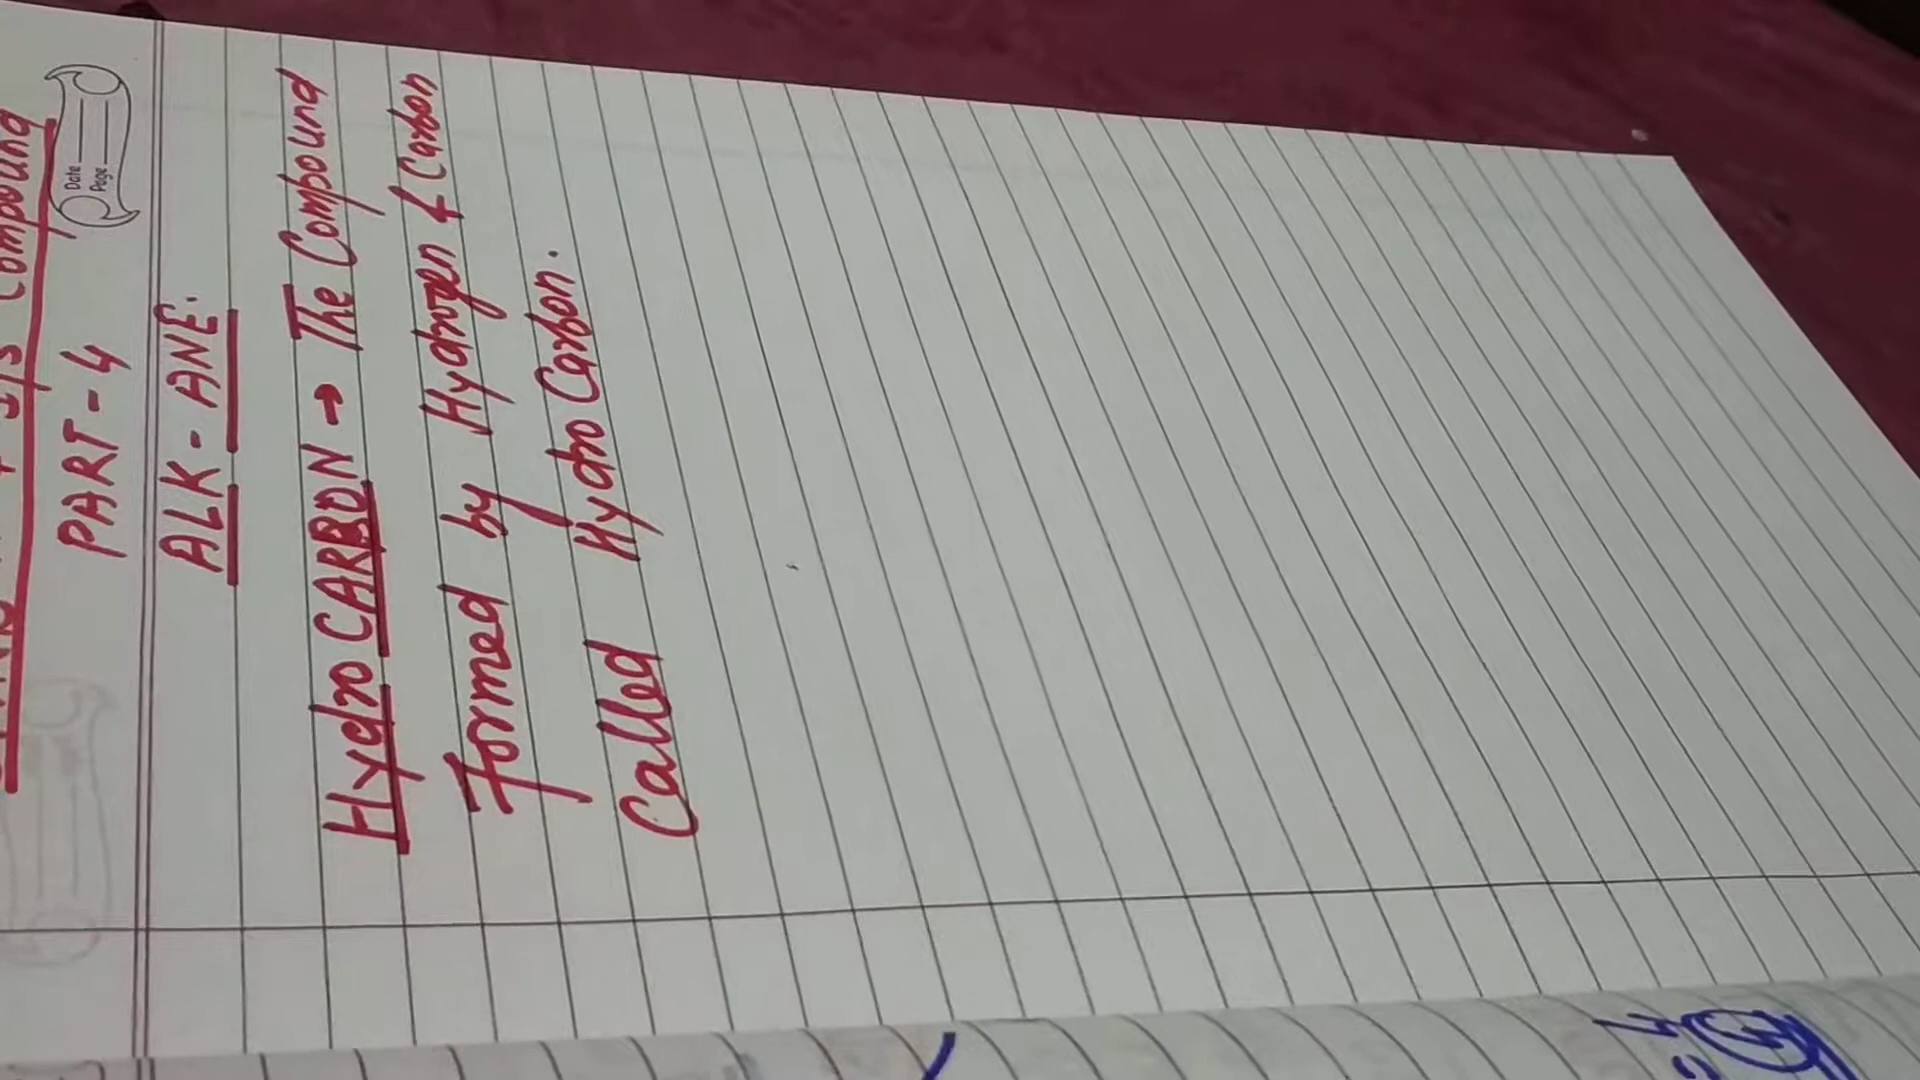 Compound
Date
Page
PART - 4
ALK - ANE.
Hydro CARBON → The Compound
Formed by Hydrogen & Carbon
Called Hydro Carbon.